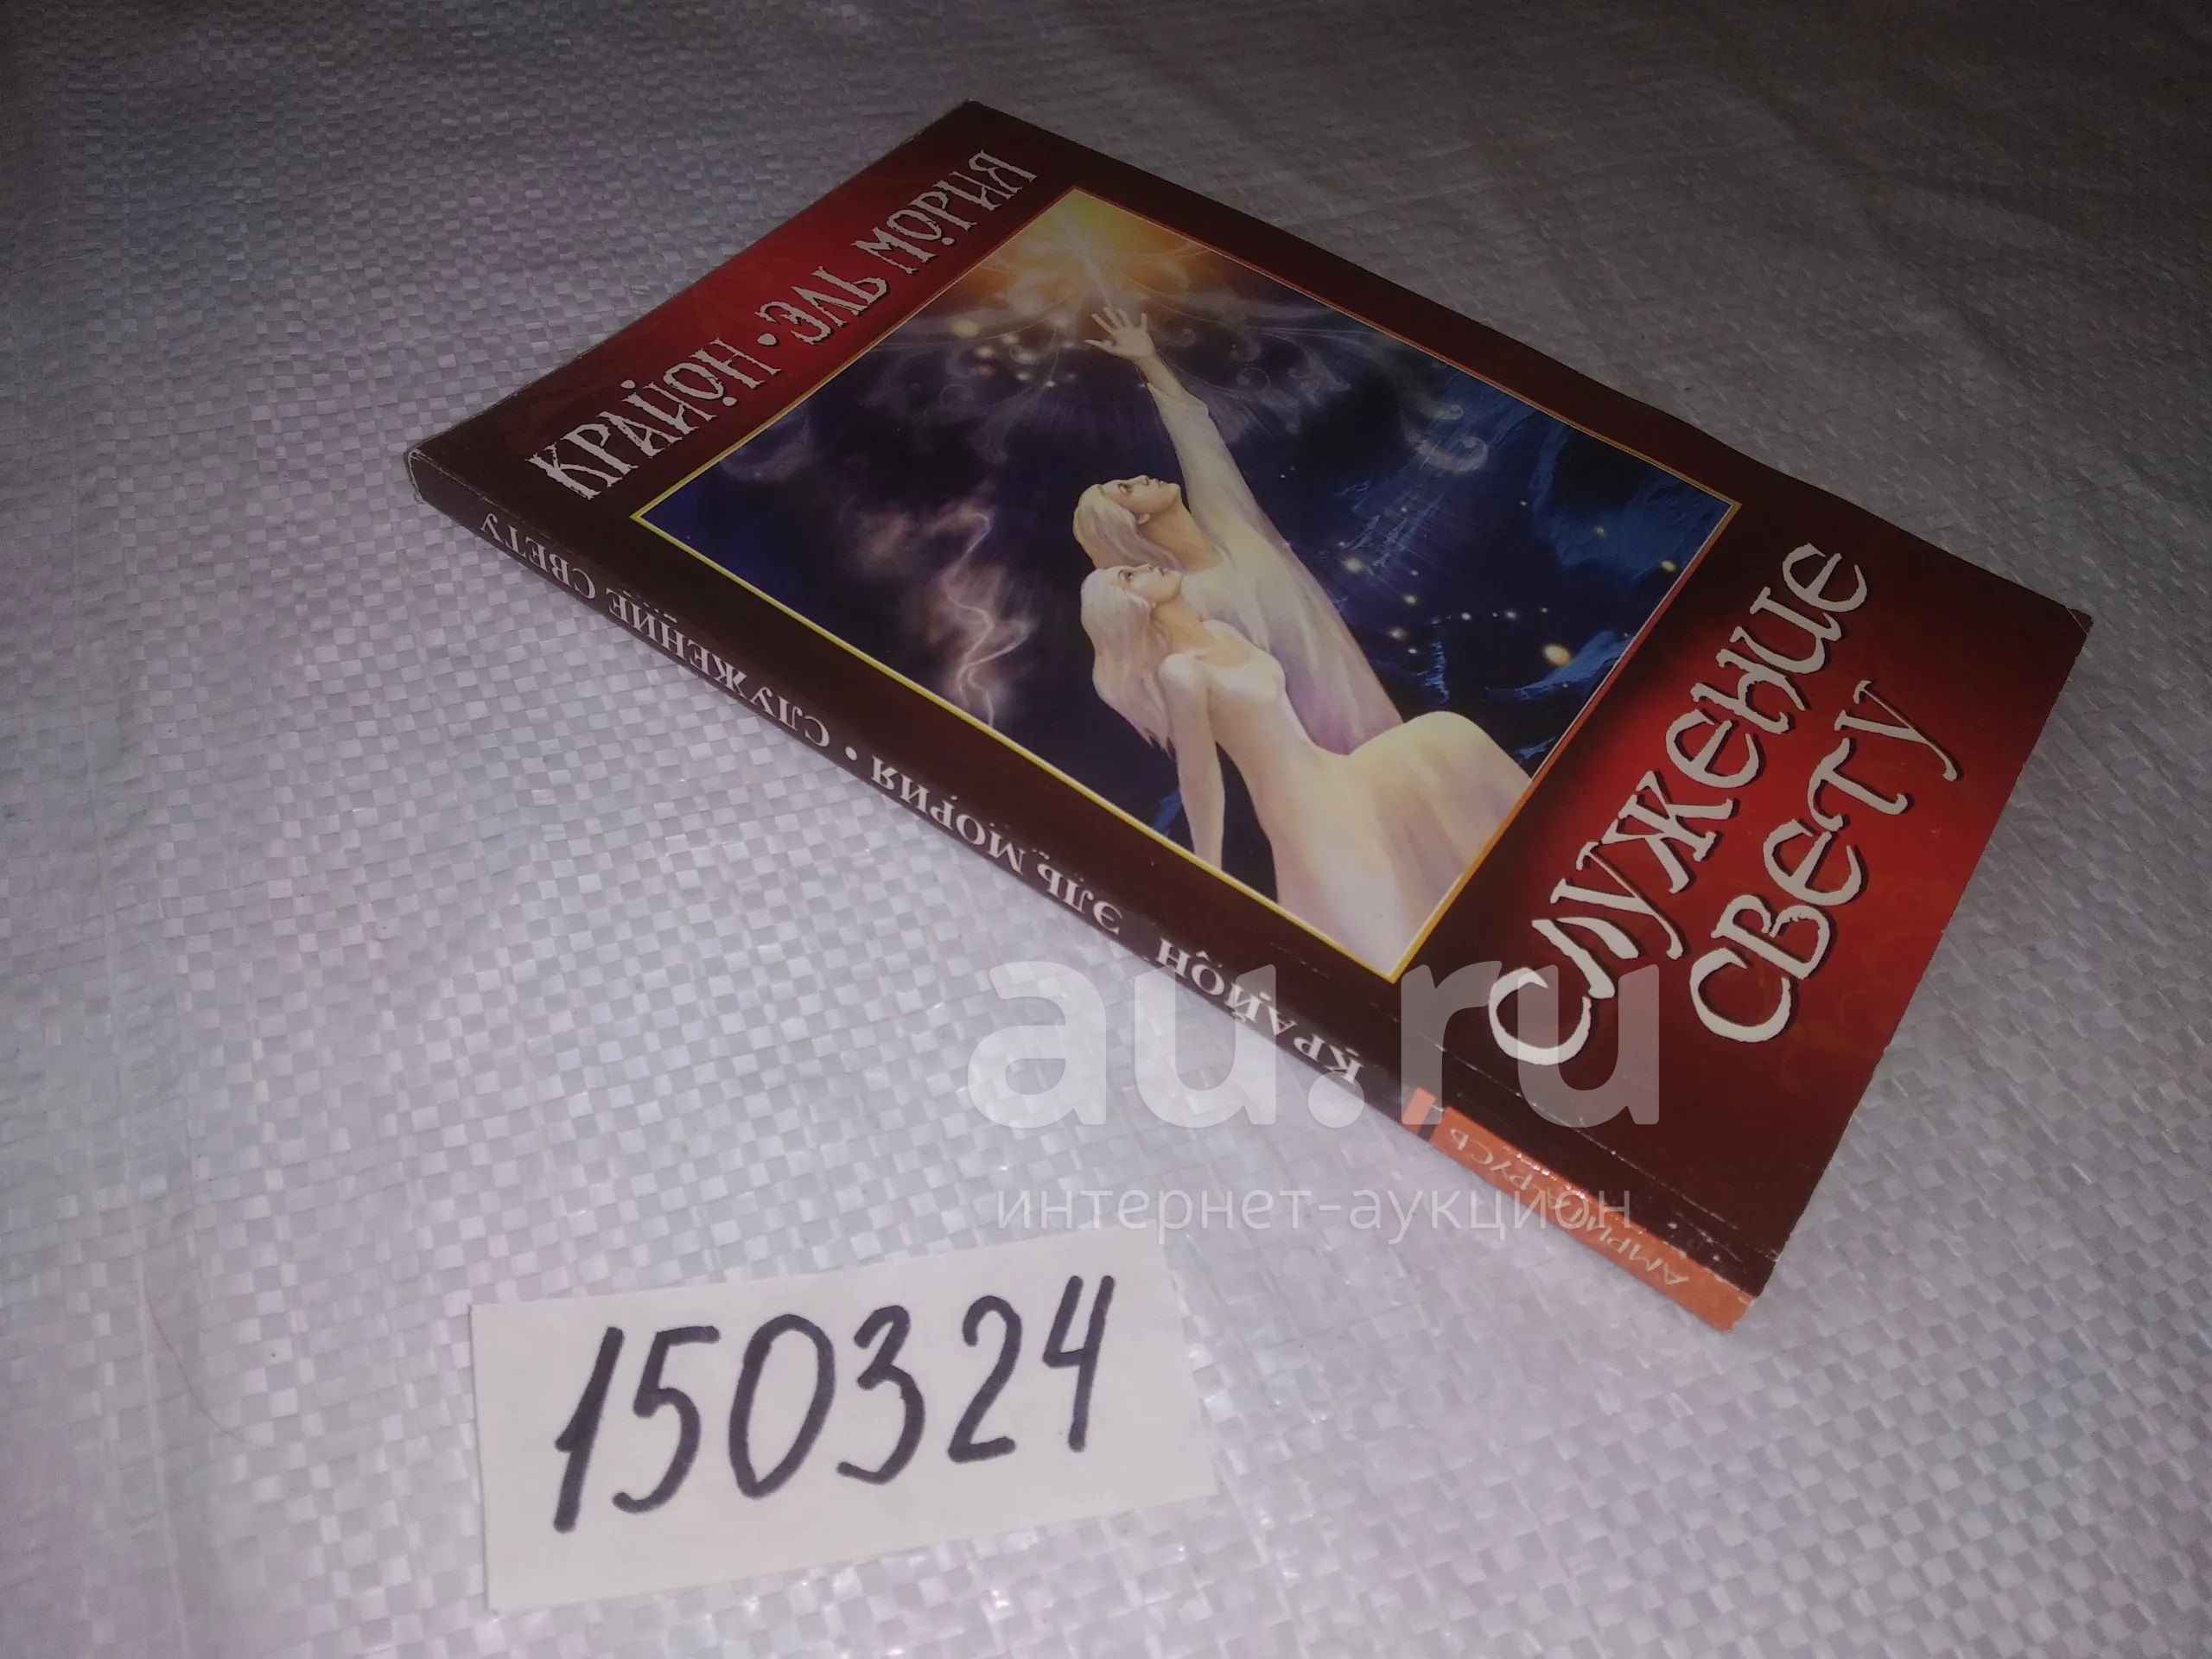 КРАЙОН • ЭЛЬ МОРИЯ
СЛУЖЕНИЕ
СВЕТУ
КРАЙОН ЭЛЬ МОРИЯ • СЛУЖЕНИЕ СВЕТУ
АМРИТА-РУСЬ
au.ru
интернет-аукцион
150324